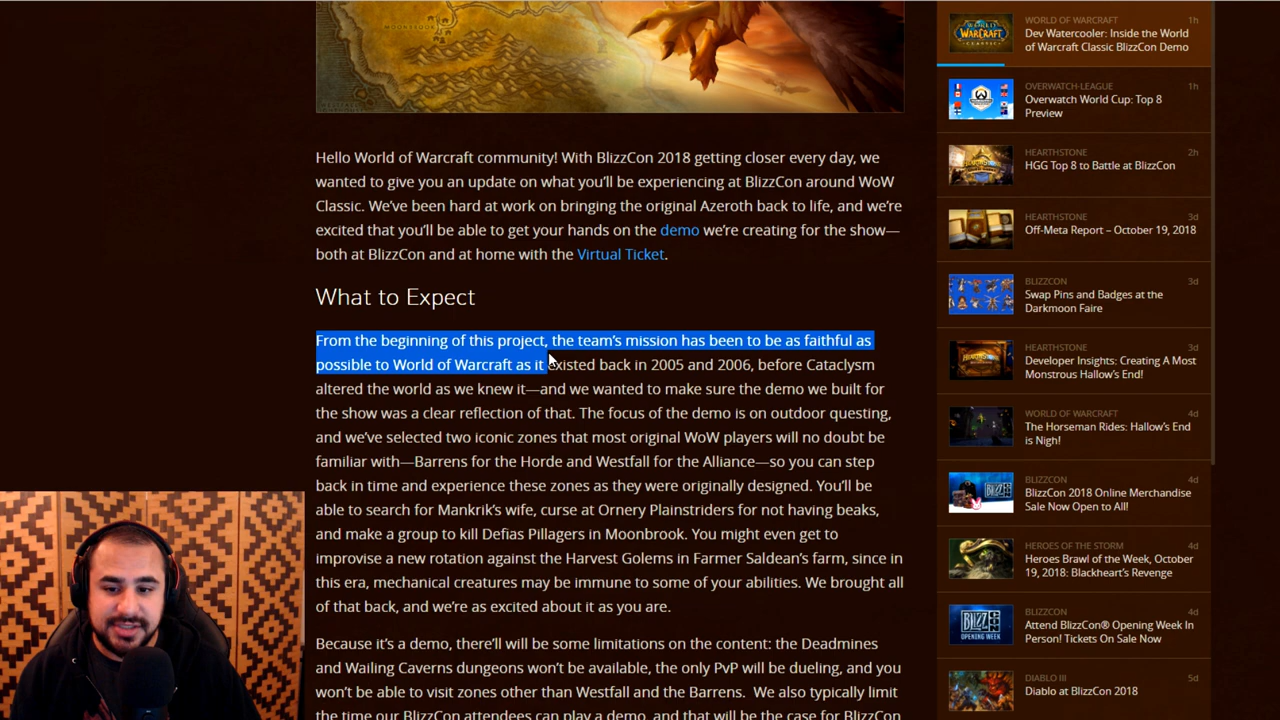 MOONBROOK
Hello World of Warcraft community! With BlizzCon 2018 getting closer every day, we
wanted to give you an update on what you'll be experiencing at BlizzCon around WoW
Classic. We've been hard at work on bringing the original Azeroth back to life, and we're
excited that you'll be able to get your hands on the demo we're creating for the show—
both at BlizzCon and at home with the Virtual Ticket.
What to Expect
From the beginning of this project, the team's mission has been to be as faithful as
possible to World of Warcraft as it existed back in 2005 and 2006, before Cataclysm
altered the world as we knew it—and we wanted to make sure the demo we built for
the show was a clear reflection of that. The focus of the demo is on outdoor questing,
and we've selected two iconic zones that most original WoW players will no doubt be
familiar with—Barrens for the Horde and Westfall for the Alliance—so you can step
back in time and experience these zones as they were originally designed. You'll be
able to search for Mankrik's wife, curse at Ornery Plainstriders for not having beaks,
and make a group to kill Defias Pillagers in Moonbrook. You might even get to
improvise a new rotation against the Harvest Golems in Farmer Saldean's farm, since in
this era, mechanical creatures may be immune to some of your abilities. We brought all
of that back, and we're as excited about it as you are.
Because it's a demo, there'll will be some limitations on the content: the Deadmines
and Wailing Caverns dungeons won't be available, the only PvP will be dueling, and you
won't be able to visit zones other than Westfall and the Barrens. We also typically limit
the time our BlizzCon attendees can play a demo, and that will be the case for BlizzCon
WORLD OF WARCRAFT 1h
Dev Watercooler: Inside the World
of Warcraft Classic BlizzCon Demo
OVERWATCH-LEAGUE 1h
Overwatch World Cup: Top 8
Preview
HEARTHSTONE 2h
HGG Top 8 to Battle at BlizzCon
HEARTHSTONE 3d
Off-Meta Report – October 19, 2018
BLIZZCON 3d
Swap Pins and Badges at the
Darkmoon Faire
HEARTHSTONE 3d
Developer Insights: Creating A Most
Monstrous Hallow's End!
WORLD OF WARCRAFT 4d
The Horseman Rides: Hallow's End
is Nigh!
BLIZZCON 4d
BlizzCon 2018 Online Merchandise
Sale Now Open to All!
HEROES OF THE STORM 4d
Heroes Brawl of the Week, October
19, 2018: Blackheart's Revenge
BLIZZCON 4d
Attend BlizzCon® Opening Week In
Person! Tickets On Sale Now
DIABLO III 5d
Diablo at BlizzCon 2018